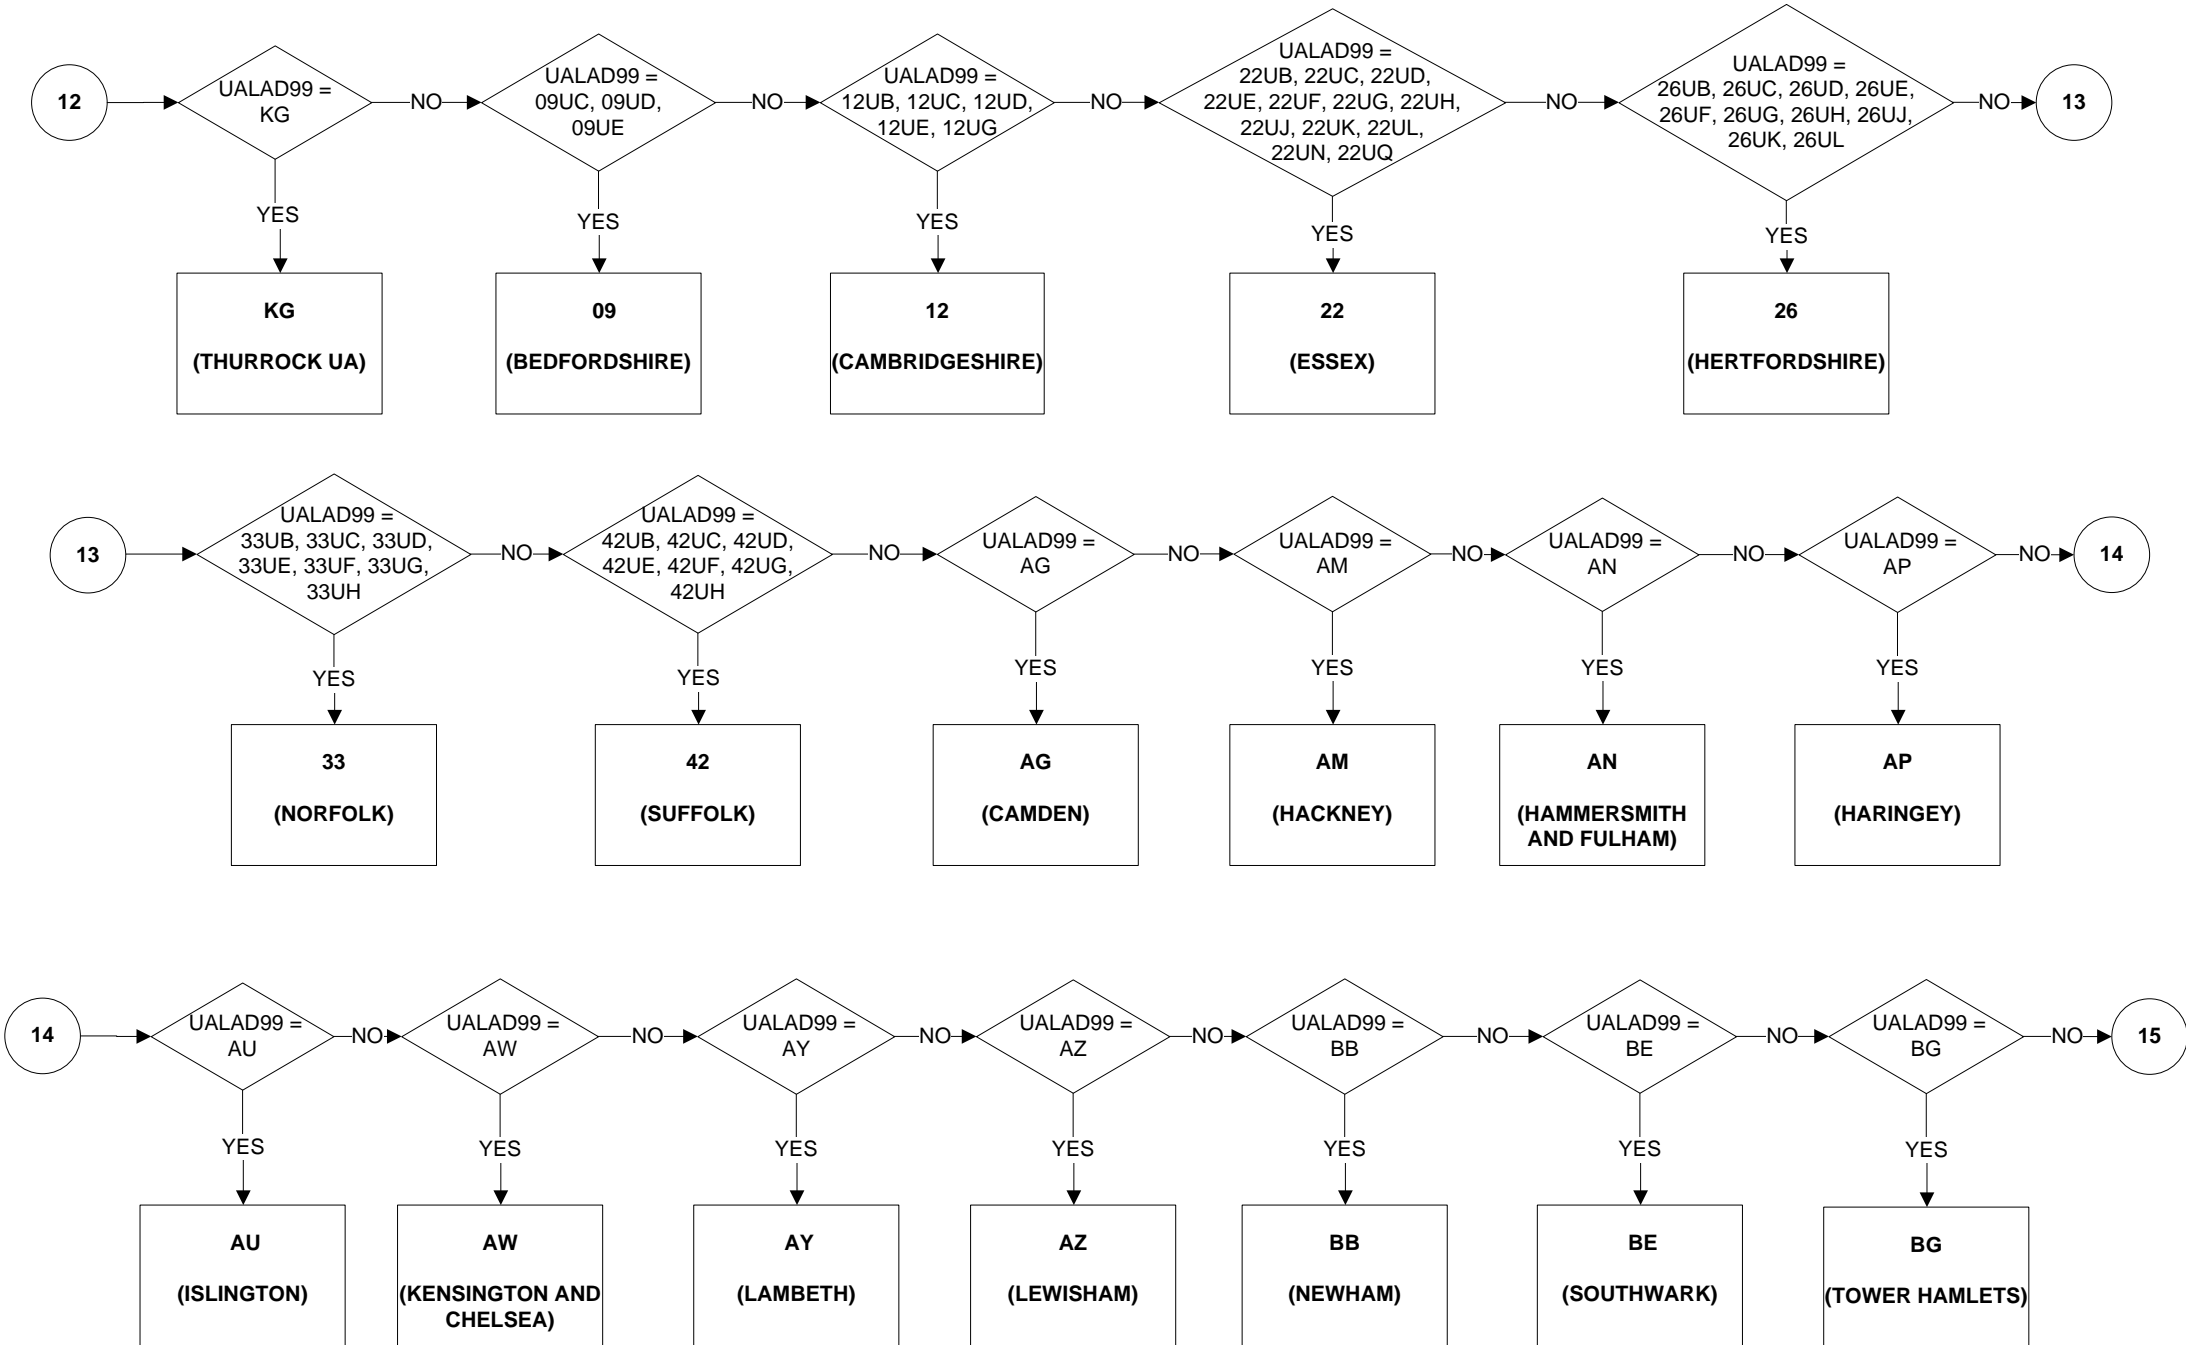 12
UALAD99 =
KG
NO
UALAD99 =
09UC, 09UD,
09UE
NO
UALAD99 =
12UB, 12UC, 12UD,
12UE, 12UG
NO
UALAD99 =
22UB, 22UC, 22UD,
22UE, 22UF, 22UG, 22UH,
22UJ, 22UK, 22UL,
22UN, 22UQ
NO
UALAD99 =
26UB, 26UC, 26UD, 26UE,
26UF, 26UG, 26UH, 26UJ,
26UK, 26UL
NO
13
YES
YES
YES
YES
YES
KG
(THURROCK UA)
09
(BEDFORDSHIRE)
12
(CAMBRIDGESHIRE)
22
(ESSEX)
26
(HERTFORDSHIRE)
13
UALAD99 =
33UB, 33UC, 33UD,
33UE, 33UF, 33UG,
33UH
NO
UALAD99 =
42UB, 42UC, 42UD,
42UE, 42UF, 42UG,
42UH
NO
UALAD99 =
AG
NO
UALAD99 =
AM
NO
UALAD99 =
AN
NO
UALAD99 =
AP
NO
14
YES
YES
YES
YES
YES
YES
33
(NORFOLK)
42
(SUFFOLK)
AG
(CAMDEN)
AM
(HACKNEY)
AN
(HAMMERSMITH
AND FULHAM)
AP
(HARINGEY)
14
UALAD99 =
AU
NO
UALAD99 =
AW
NO
UALAD99 =
AY
NO
UALAD99 =
AZ
NO
UALAD99 =
BB
NO
UALAD99 =
BE
NO
UALAD99 =
BG
NO
15
YES
YES
YES
YES
YES
YES
YES
AU
(ISLINGTON)
AW
(KENSINGTON AND
CHELSEA)
AY
(LAMBETH)
AZ
(LEWISHAM)
BB
(NEWHAM)
BE
(SOUTHWARK)
BG
(TOWER HAMLETS)